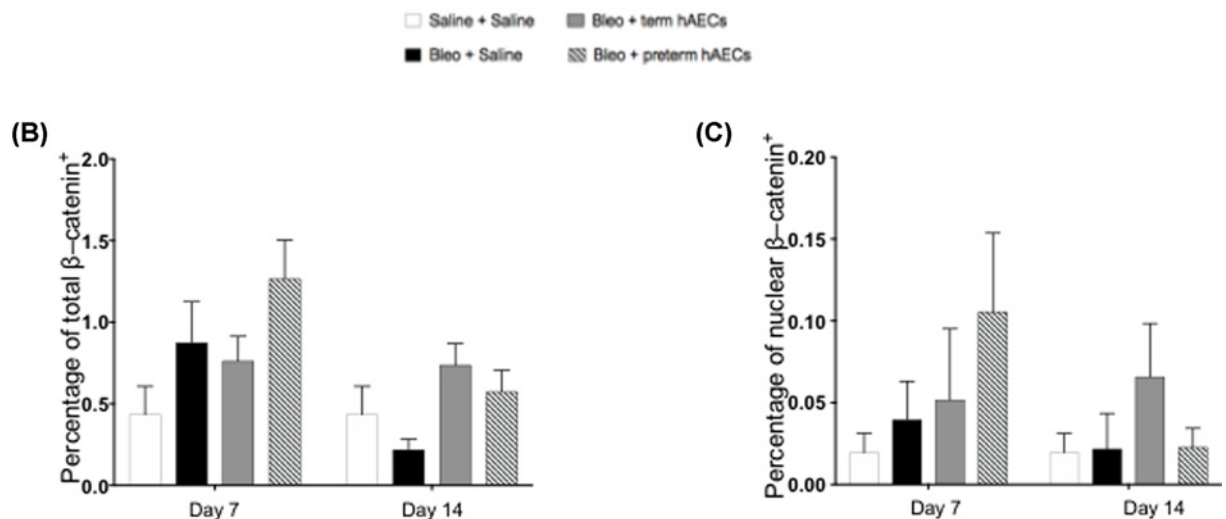 Saline + Saline
Bleo + term hAECs
Bleo + Saline
Bleo + preterm hAECs
(B)
Percentage of total β–catenin⁺
2.0
1.5
1.0
0.5
0.0
Day 7
Day 14
(C)
Percentage of nuclear β–catenin⁺
0.20
0.15
0.10
0.05
0.00
Day 7
Day 14